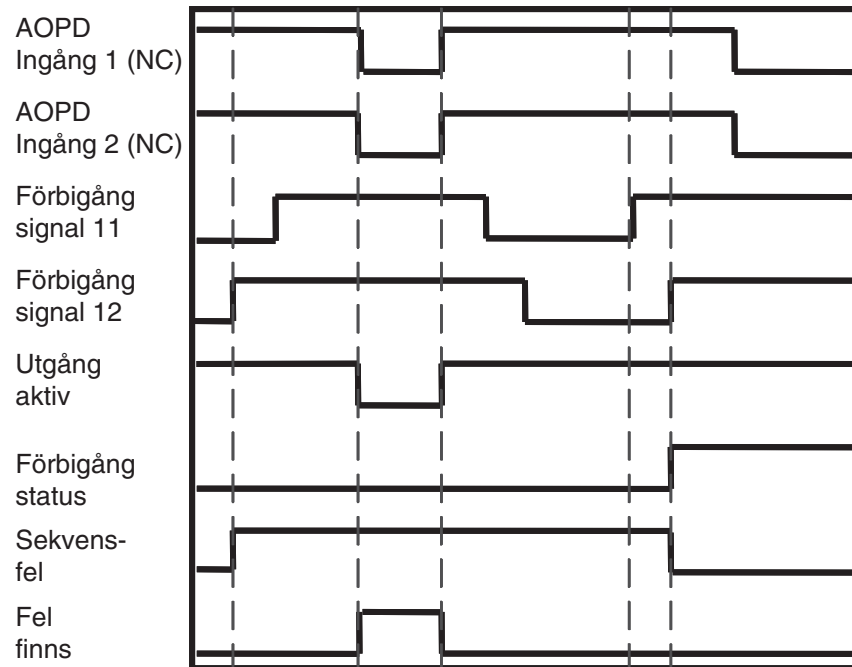 AOPD
Ingång 1 (NC)
AOPD
Ingång 2 (NC)
Förbigång
signal 11
Förbigång
signal 12
Utgång
aktiv
Förbigång
status
Sekvens-
fel
Fel
finns